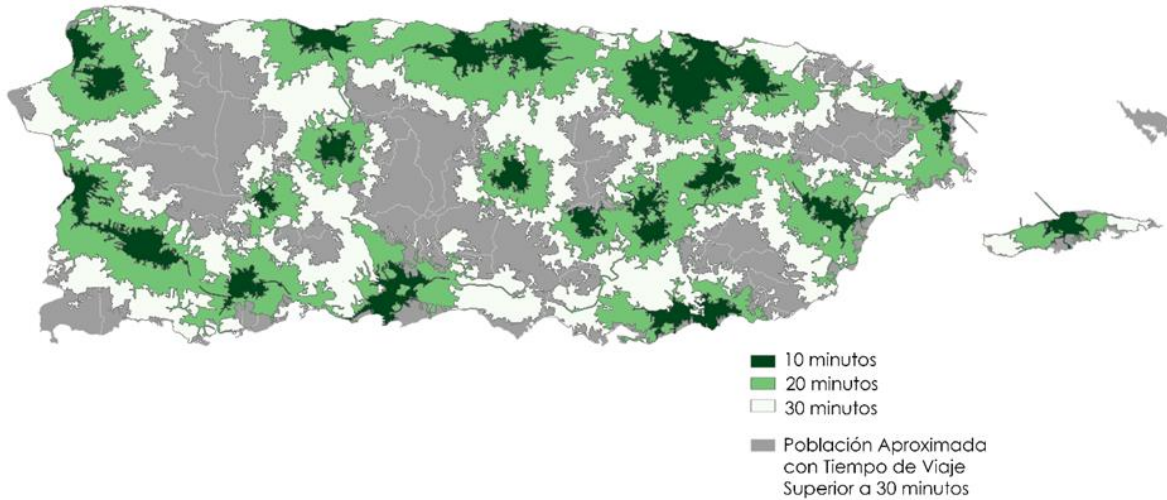 10 minutos
20 minutos
30 minutos
Población Aproximada
con Tiempo de Viaje
Superior a 30 minutos